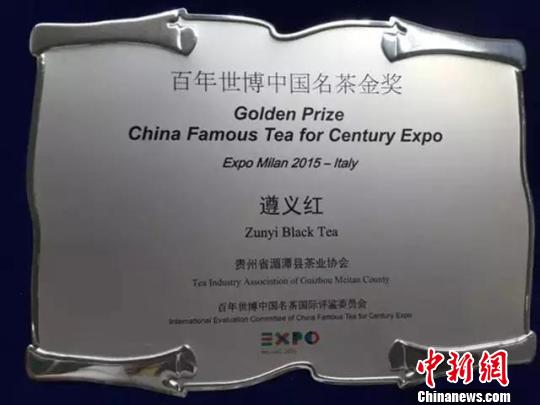 百年世博中国名茶金奖
Golden Prize
China Famous Tea for Century Expo
Expo Milan 2015 – Italy
遵义红
Zunyi Black Tea
贵州省湄潭县茶业协会
Tea Industry Association of Guizhou Meitan County
百年世博中国名茶国际评鉴委员会
International Evaluation Committee of China Famous Tea for Century Expo
EXPO
MILANO 2015
中新网
Chinanews.com